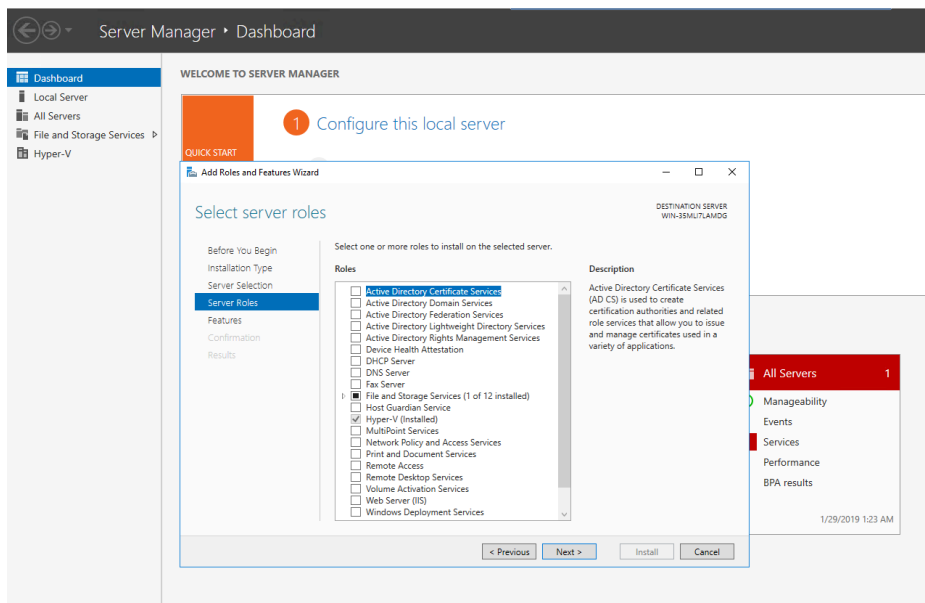 Server Manager • Dashboard
Dashboard
Local Server
All Servers
File and Storage Services
Hyper-V
WELCOME TO SERVER MANAGER
QUICK START
1 Configure this local server
Add Roles and Features Wizard
Select server roles
DESTINATION SERVER
WIN-35MLI7LAMDG
Before You Begin
Installation Type
Server Selection
Server Roles
Features
Confirmation
Results
Select one or more roles to install on the selected server.
Roles
Active Directory Certificate Services
Active Directory Domain Services
Active Directory Federation Services
Active Directory Lightweight Directory Services
Active Directory Rights Management Services
Device Health Attestation
DHCP Server
DNS Server
Fax Server
File and Storage Services (1 of 12 installed)
Host Guardian Service
Hyper-V (Installed)
MultiPoint Services
Network Policy and Access Services
Print and Document Services
Remote Access
Remote Desktop Services
Volume Activation Services
Web Server (IIS)
Windows Deployment Services
Description
Active Directory Certificate Services
(AD CS) is used to create
certification authorities and related
role services that allow you to issue
and manage certificates used in a
variety of applications.
< Previous
Next >
Install
Cancel
All Servers 1
Manageability
Events
Services
Performance
BPA results
1/29/2019 1:23 AM